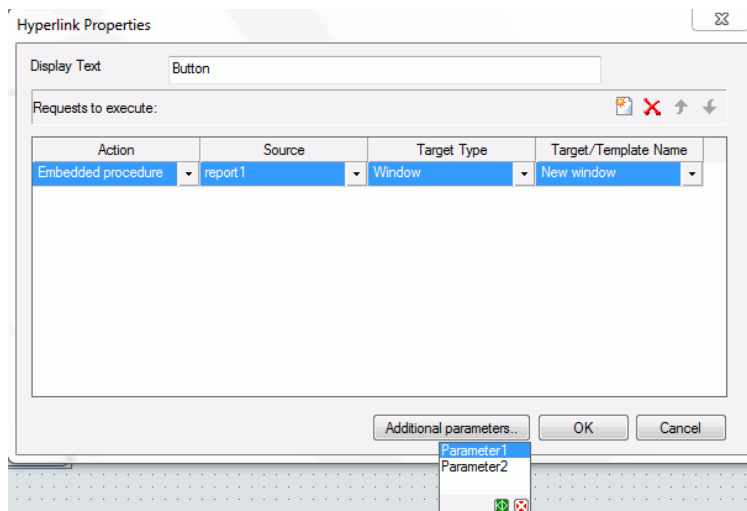 Hyperlink Properties
Display Text Button
Requests to execute:
Action Source Target Type Target/Template Name
Embedded procedure report1 Window New window
Additional parameters.. OK Cancel
Parameter1
Parameter2